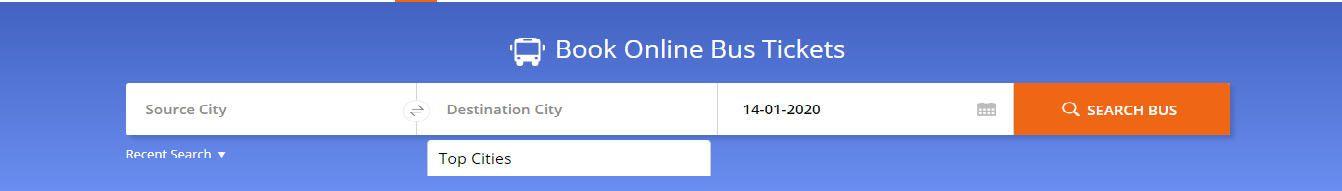 Book Online Bus Tickets
Source City
Destination City
14-01-2020
SEARCH BUS
Recent Search
Top Cities